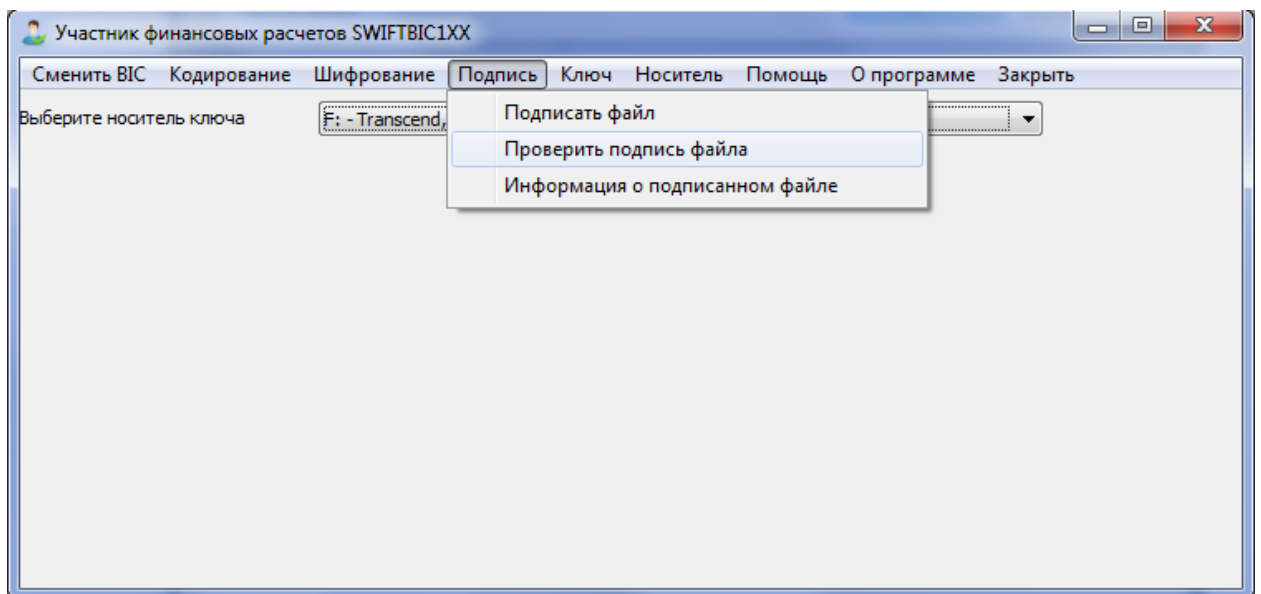 Участник финансовых расчетов SWIFTBIC1XX
Сменить BIC Кодирование Шифрование Подпись Ключ Носитель Помощь О программе Закрыть
Выберите носитель ключа F: - Transcend,
Подписать файл
Проверить подпись файла
Информация о подписанном файле